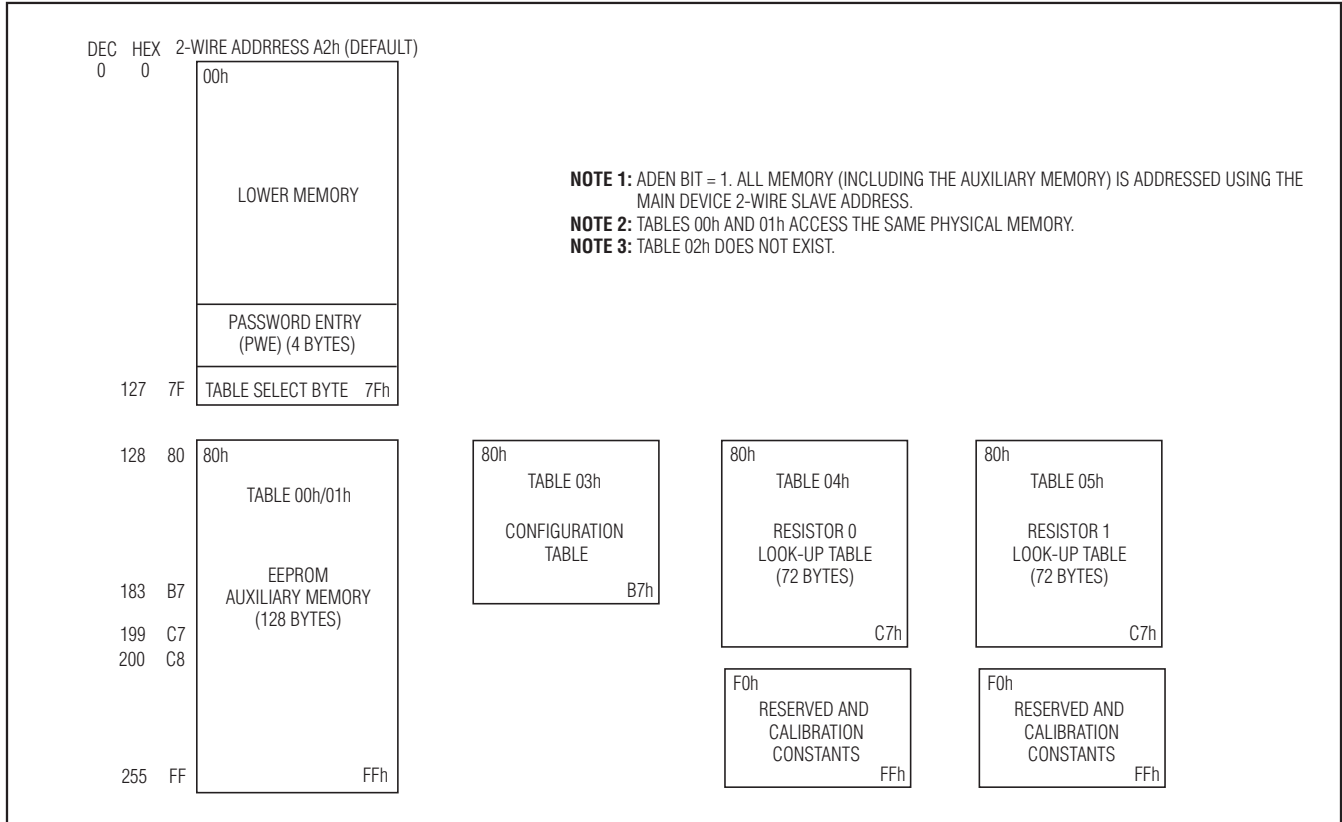 DEC HEX 2-WIRE ADDRRESS A2h (DEFAULT)
0 0
00h
LOWER MEMORY
PASSWORD ENTRY
(PWE) (4 BYTES)
127 7F TABLE SELECT BYTE 7Fh
NOTE 1: ADEN BIT = 1. ALL MEMORY (INCLUDING THE AUXILIARY MEMORY) IS ADDRESSED USING THE
MAIN DEVICE 2-WIRE SLAVE ADDRESS.
NOTE 2: TABLES 00h AND 01h ACCESS THE SAME PHYSICAL MEMORY.
NOTE 3: TABLE 02h DOES NOT EXIST.
128 80 80h
TABLE 00h/01h
EEPROM
AUXILIARY MEMORY
(128 BYTES)
183 B7
199 C7
200 C8
255 FF FFh
80h
TABLE 03h
CONFIGURATION
TABLE
B7h
80h
TABLE 04h
RESISTOR 0
LOOK-UP TABLE
(72 BYTES)
C7h
F0h
RESERVED AND
CALIBRATION
CONSTANTS
FFh
80h
TABLE 05h
RESISTOR 1
LOOK-UP TABLE
(72 BYTES)
C7h
F0h
RESERVED AND
CALIBRATION
CONSTANTS
FFh